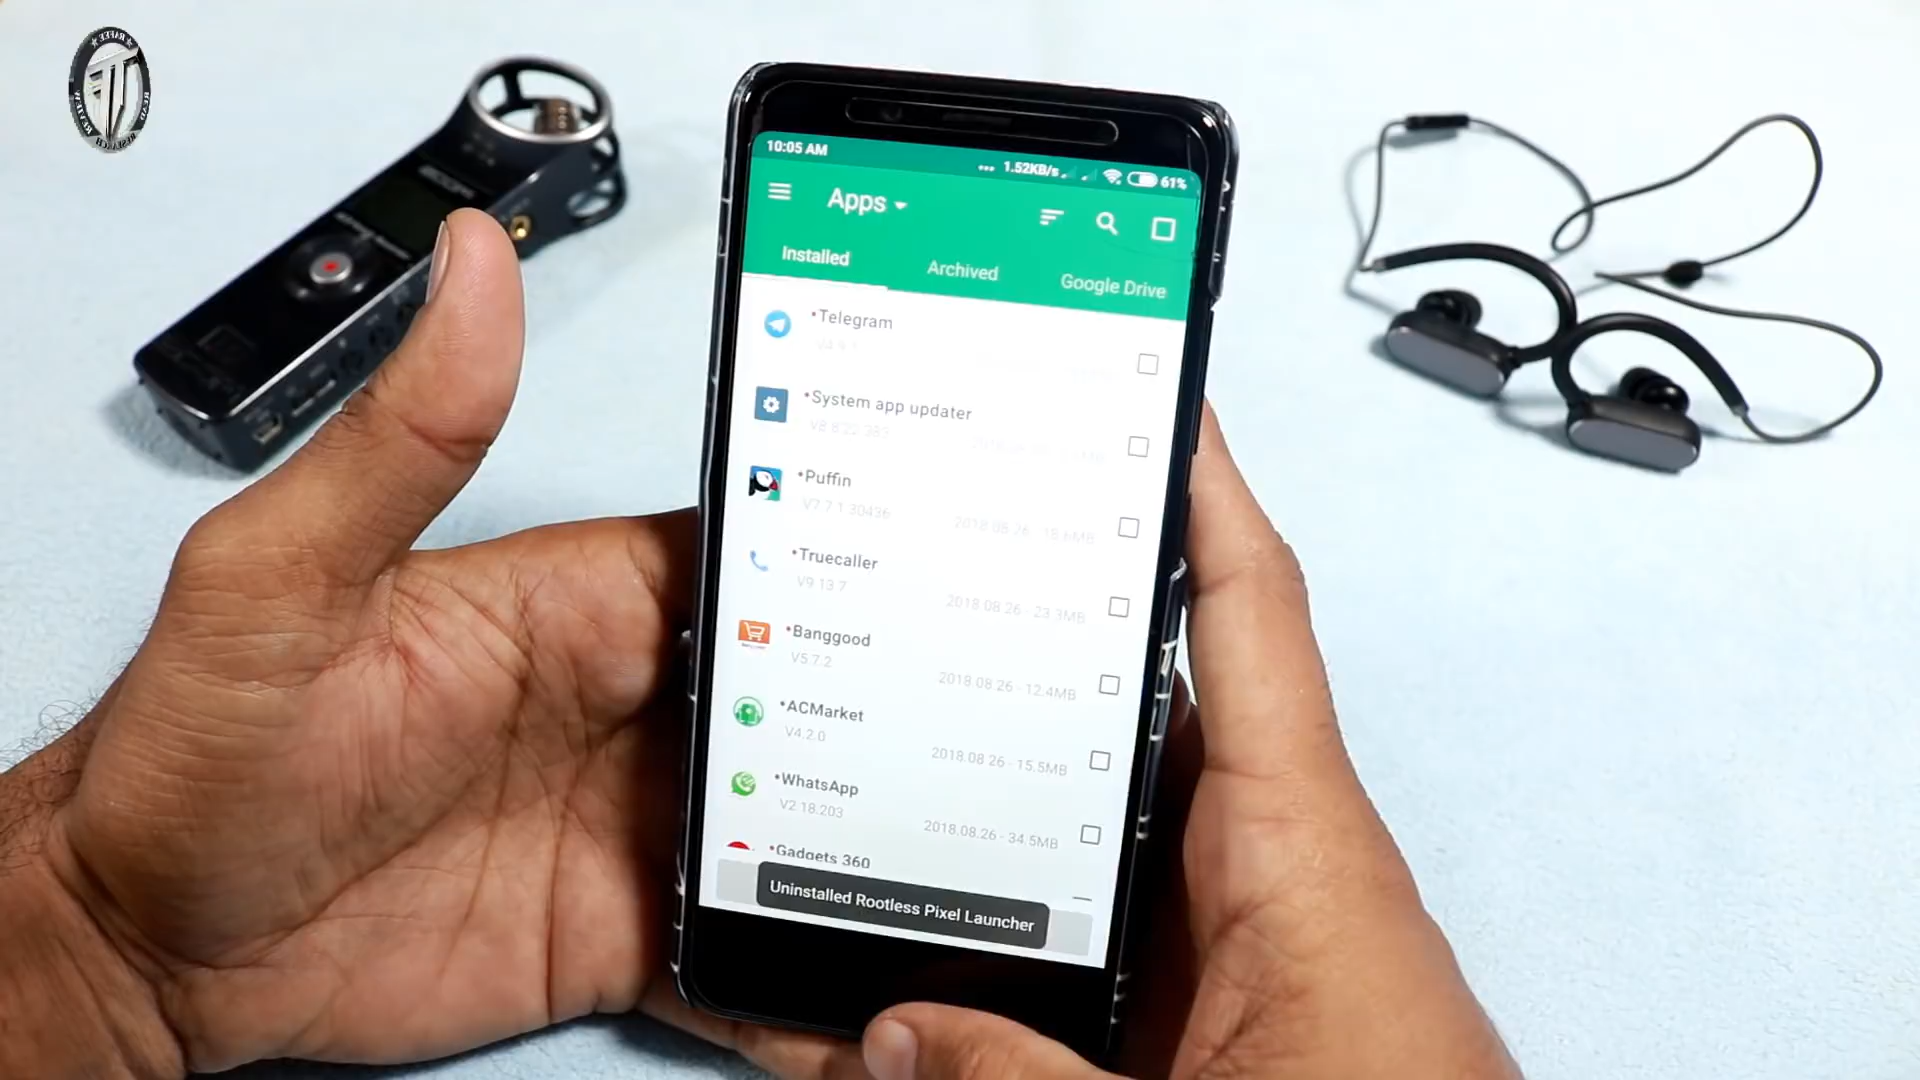 10:05 AM
1.52KB/s
61%
Apps
Installed
Archived
Google Drive
•Telegram
V4.9.1
•System app updater
•Puffin
V7.7.1.30436
2018.08.26 - 18.6MB
•Truecaller
V9.13.7
2018.08.26 - 23.3MB
•Banggood
V5.7.2
2018.08.26 - 12.4MB
•ACMarket
V4.2.0
2018.08.26 - 15.5MB
•WhatsApp
V2.18.203
2018.08.26 - 34.5MB
•Gadgets 360
Uninstalled Rootless Pixel Launcher